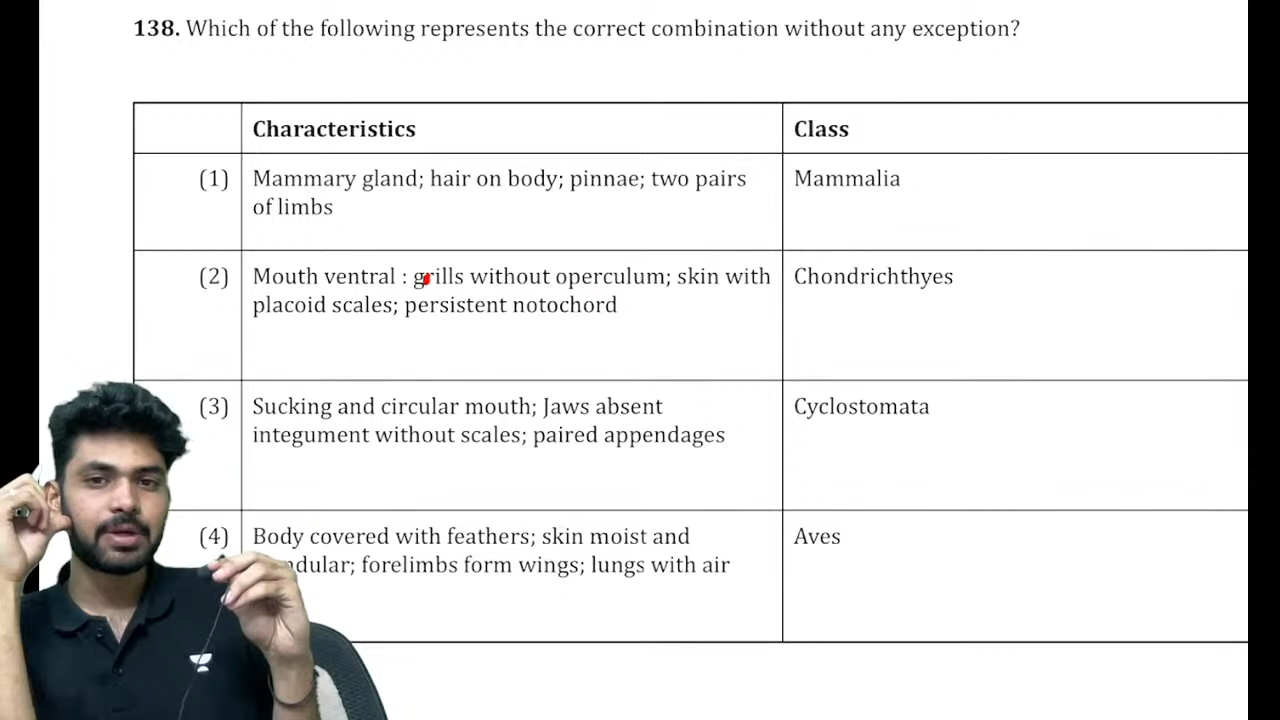 138. Which of the following represents the correct combination without any exception?
Characteristics Class
(1) Mammary gland; hair on body; pinnae; two pairs Mammalia
of limbs
(2) Mouth ventral : grills without operculum; skin with Chondrichthyes
placoid scales; persistent notochord
(3) Sucking and circular mouth; Jaws absent Cyclostomata
integument without scales; paired appendages
(4) Body covered with feathers; skin moist and Aves
forelimbs form wings; lungs with air